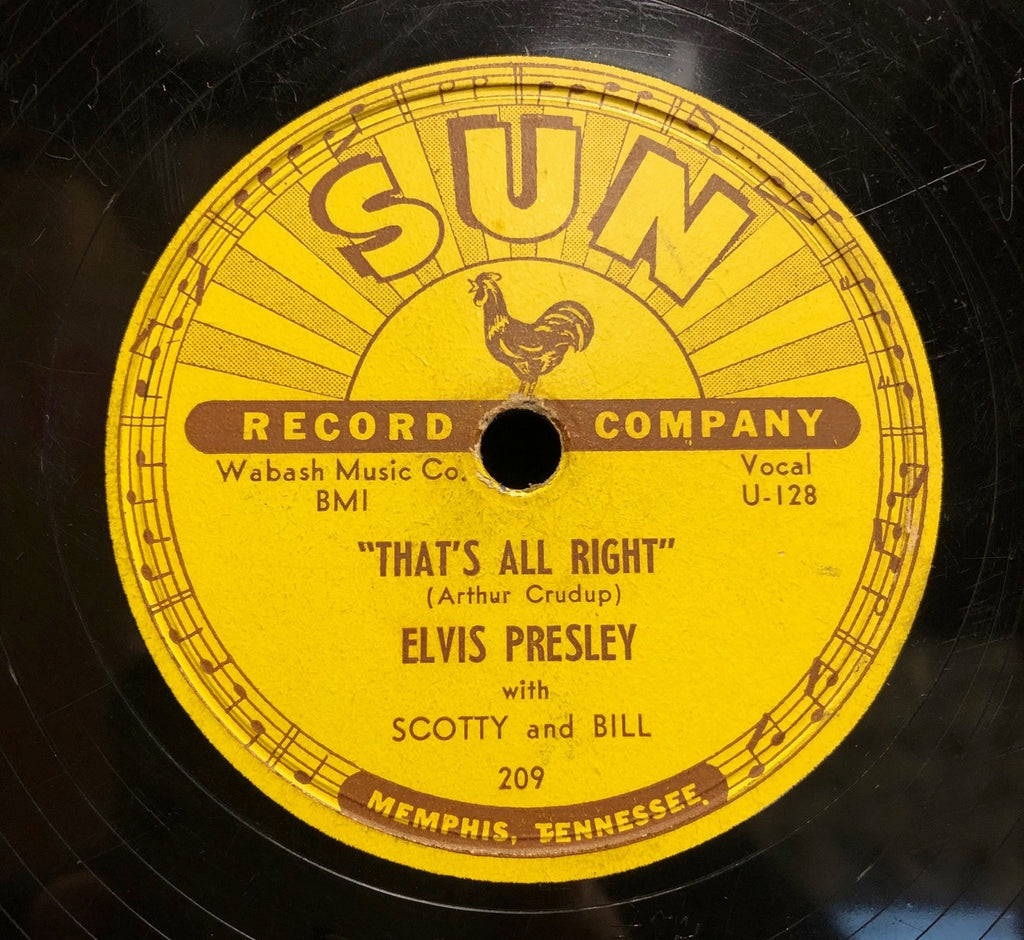 SUN
RECORD COMPANY
Wabash Music Co.
BMI
Vocal
U-128
"THAT'S ALL RIGHT"
(Arthur Crudup)
ELVIS PRESLEY
with
SCOTTY and BILL
209
MEMPHIS, TENNESSEE.